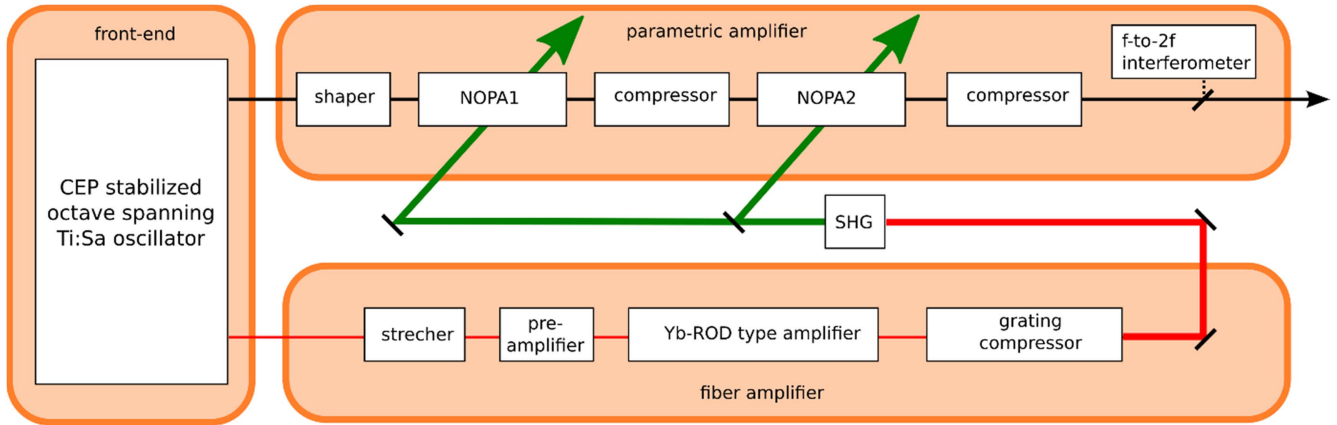 front-end
CEP stabilized
octave spanning
Ti:Sa oscillator
parametric amplifier
shaper
NOPA1
compressor
NOPA2
compressor
f-to-2f
interferometer
SHG
strecher
pre-
amplifier
Yb-ROD type amplifier
grating
compressor
fiber amplifier